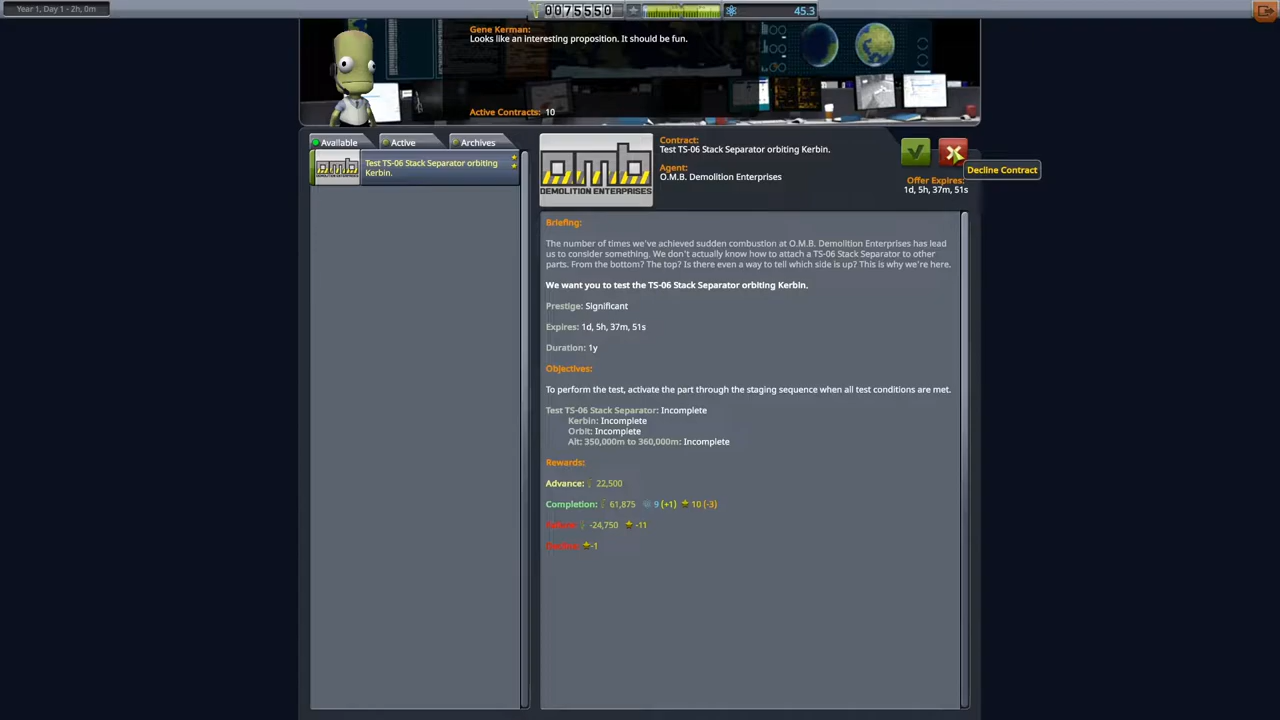 Year 1, Day 1 - 2h, 0m
0075550
45.3
Gene Kerman:
Looks like an interesting proposition. It should be fun.
Active Contracts: 10
Available
Active
Archives
Test TS-06 Stack Separator orbiting
Kerbin.
omb
DEMOLITION ENTERPRISES
Contract:
Test TS-06 Stack Separator orbiting Kerbin.
Agent:
O.M.B. Demolition Enterprises
Decline Contract
Offer Expires:
1d, 5h, 37m, 51s
Briefing:
The number of times we've achieved sudden combustion at O.M.B. Demolition Enterprises has lead
us to consider something. We don't actually know how to attach a TS-06 Stack Separator to other
parts. From the bottom? The top? Is there even a way to tell which side is up? This is why we're here.
We want you to test the TS-06 Stack Separator orbiting Kerbin.
Prestige: Significant
Expires: 1d, 5h, 37m, 51s
Duration: 1y
Objectives:
To perform the test, activate the part through the staging sequence when all test conditions are met.
Test TS-06 Stack Separator: Incomplete
Kerbin: Incomplete
Orbit: Incomplete
Alt: 350,000m to 360,000m: Incomplete
Rewards:
Advance: 22,500
Completion: 61,875 9 (+1) 10 (-3)
-24,750 -11
-1